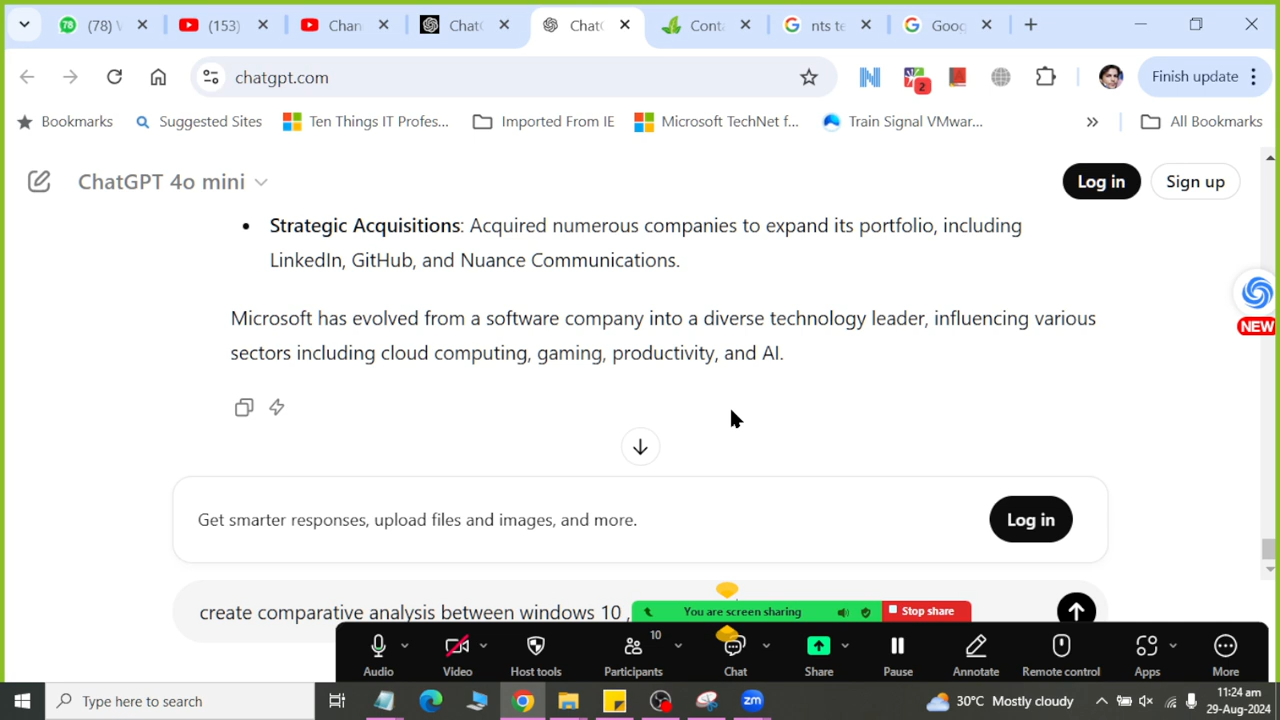 78
(78) V
(153)
Chan
ChatG
ChatG
Conta
nts te
Goog
chatgpt.com
2
Finish update
Bookmarks
Suggested Sites
Ten Things IT Profes...
Imported From IE
Microsoft TechNet f...
Train Signal VMwar...
»
All Bookmarks
ChatGPT 4o mini
Log in
Sign up
• Strategic Acquisitions: Acquired numerous companies to expand its portfolio, including
LinkedIn, GitHub, and Nuance Communications.
NEW
Microsoft has evolved from a software company into a diverse technology leader, influencing various
sectors including cloud computing, gaming, productivity, and AI.
Get smarter responses, upload files and images, and more.
Log in
create comparative analysis between windows 10 ,
You are screen sharing
Stop share
10
Audio
Video
Host tools
Participants
Chat
Share
Pause
Annotate
Remote control
Apps
More
Type here to search
zm
30°C Mostly cloudy
11:24 am
29-Aug-2024